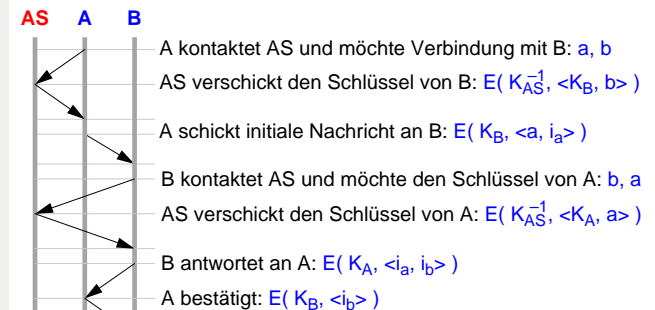 AS A B
A kontaktet AS und möchte Verbindung mit B: a, b
AS verschickt den Schlüssel von B: E( K_AS^−1, <K_B, b> )
A schickt initiale Nachricht an B: E( K_B, <a, i_a> )
B kontaktet AS und möchte den Schlüssel von A: b, a
AS verschickt den Schlüssel von A: E( K_AS^−1, <K_A, a> )
B antwortet an A: E( K_A, <i_a, i_b> )
A bestätigt: E( K_B, <i_b> )